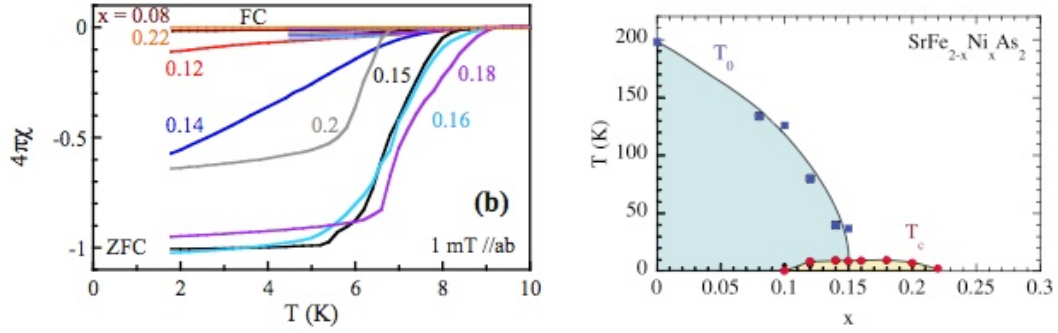 x = 0.08
FC
0.22
0.12
0.14
0.2
0.15
0.18
0.16
(b)
ZFC
1 mT //ab
4πχ
0
-0.5
-1
0 2 4 6 8 10
T (K)
SrFe2-xNixAs2
T0
Tc
T (K)
200
150
100
50
0
0 0.05 0.1 0.15 0.2 0.25 0.3
x